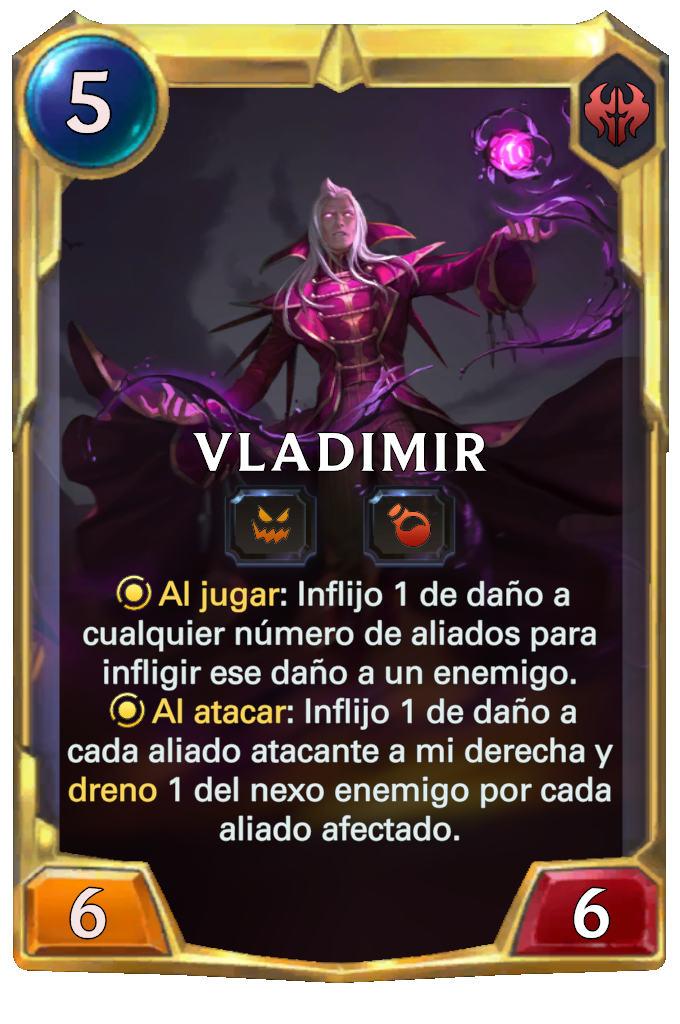 5
VLADIMIR
Al jugar: Inflijo 1 de daño a
cualquier número de aliados para
infligir ese daño a un enemigo.
Al atacar: Inflijo 1 de daño a
cada aliado atacante a mi derecha y
dreno 1 del nexo enemigo por cada
aliado afectado.
6
6